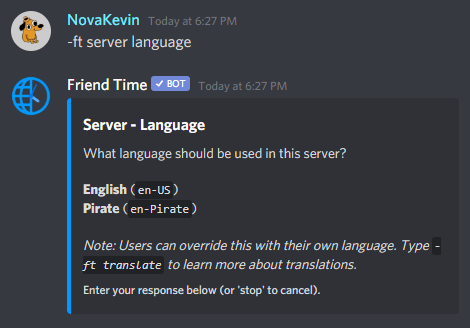 NovaKevin Today at 6:27 PM
-ft server language
Friend Time ✓ BOT Today at 6:27 PM
Server - Language
What language should be used in this server?
English (en-US)
Pirate (en-Pirate)
Note: Users can override this with their own language. Type -
ft translate to learn more about translations.
Enter your response below (or 'stop' to cancel).